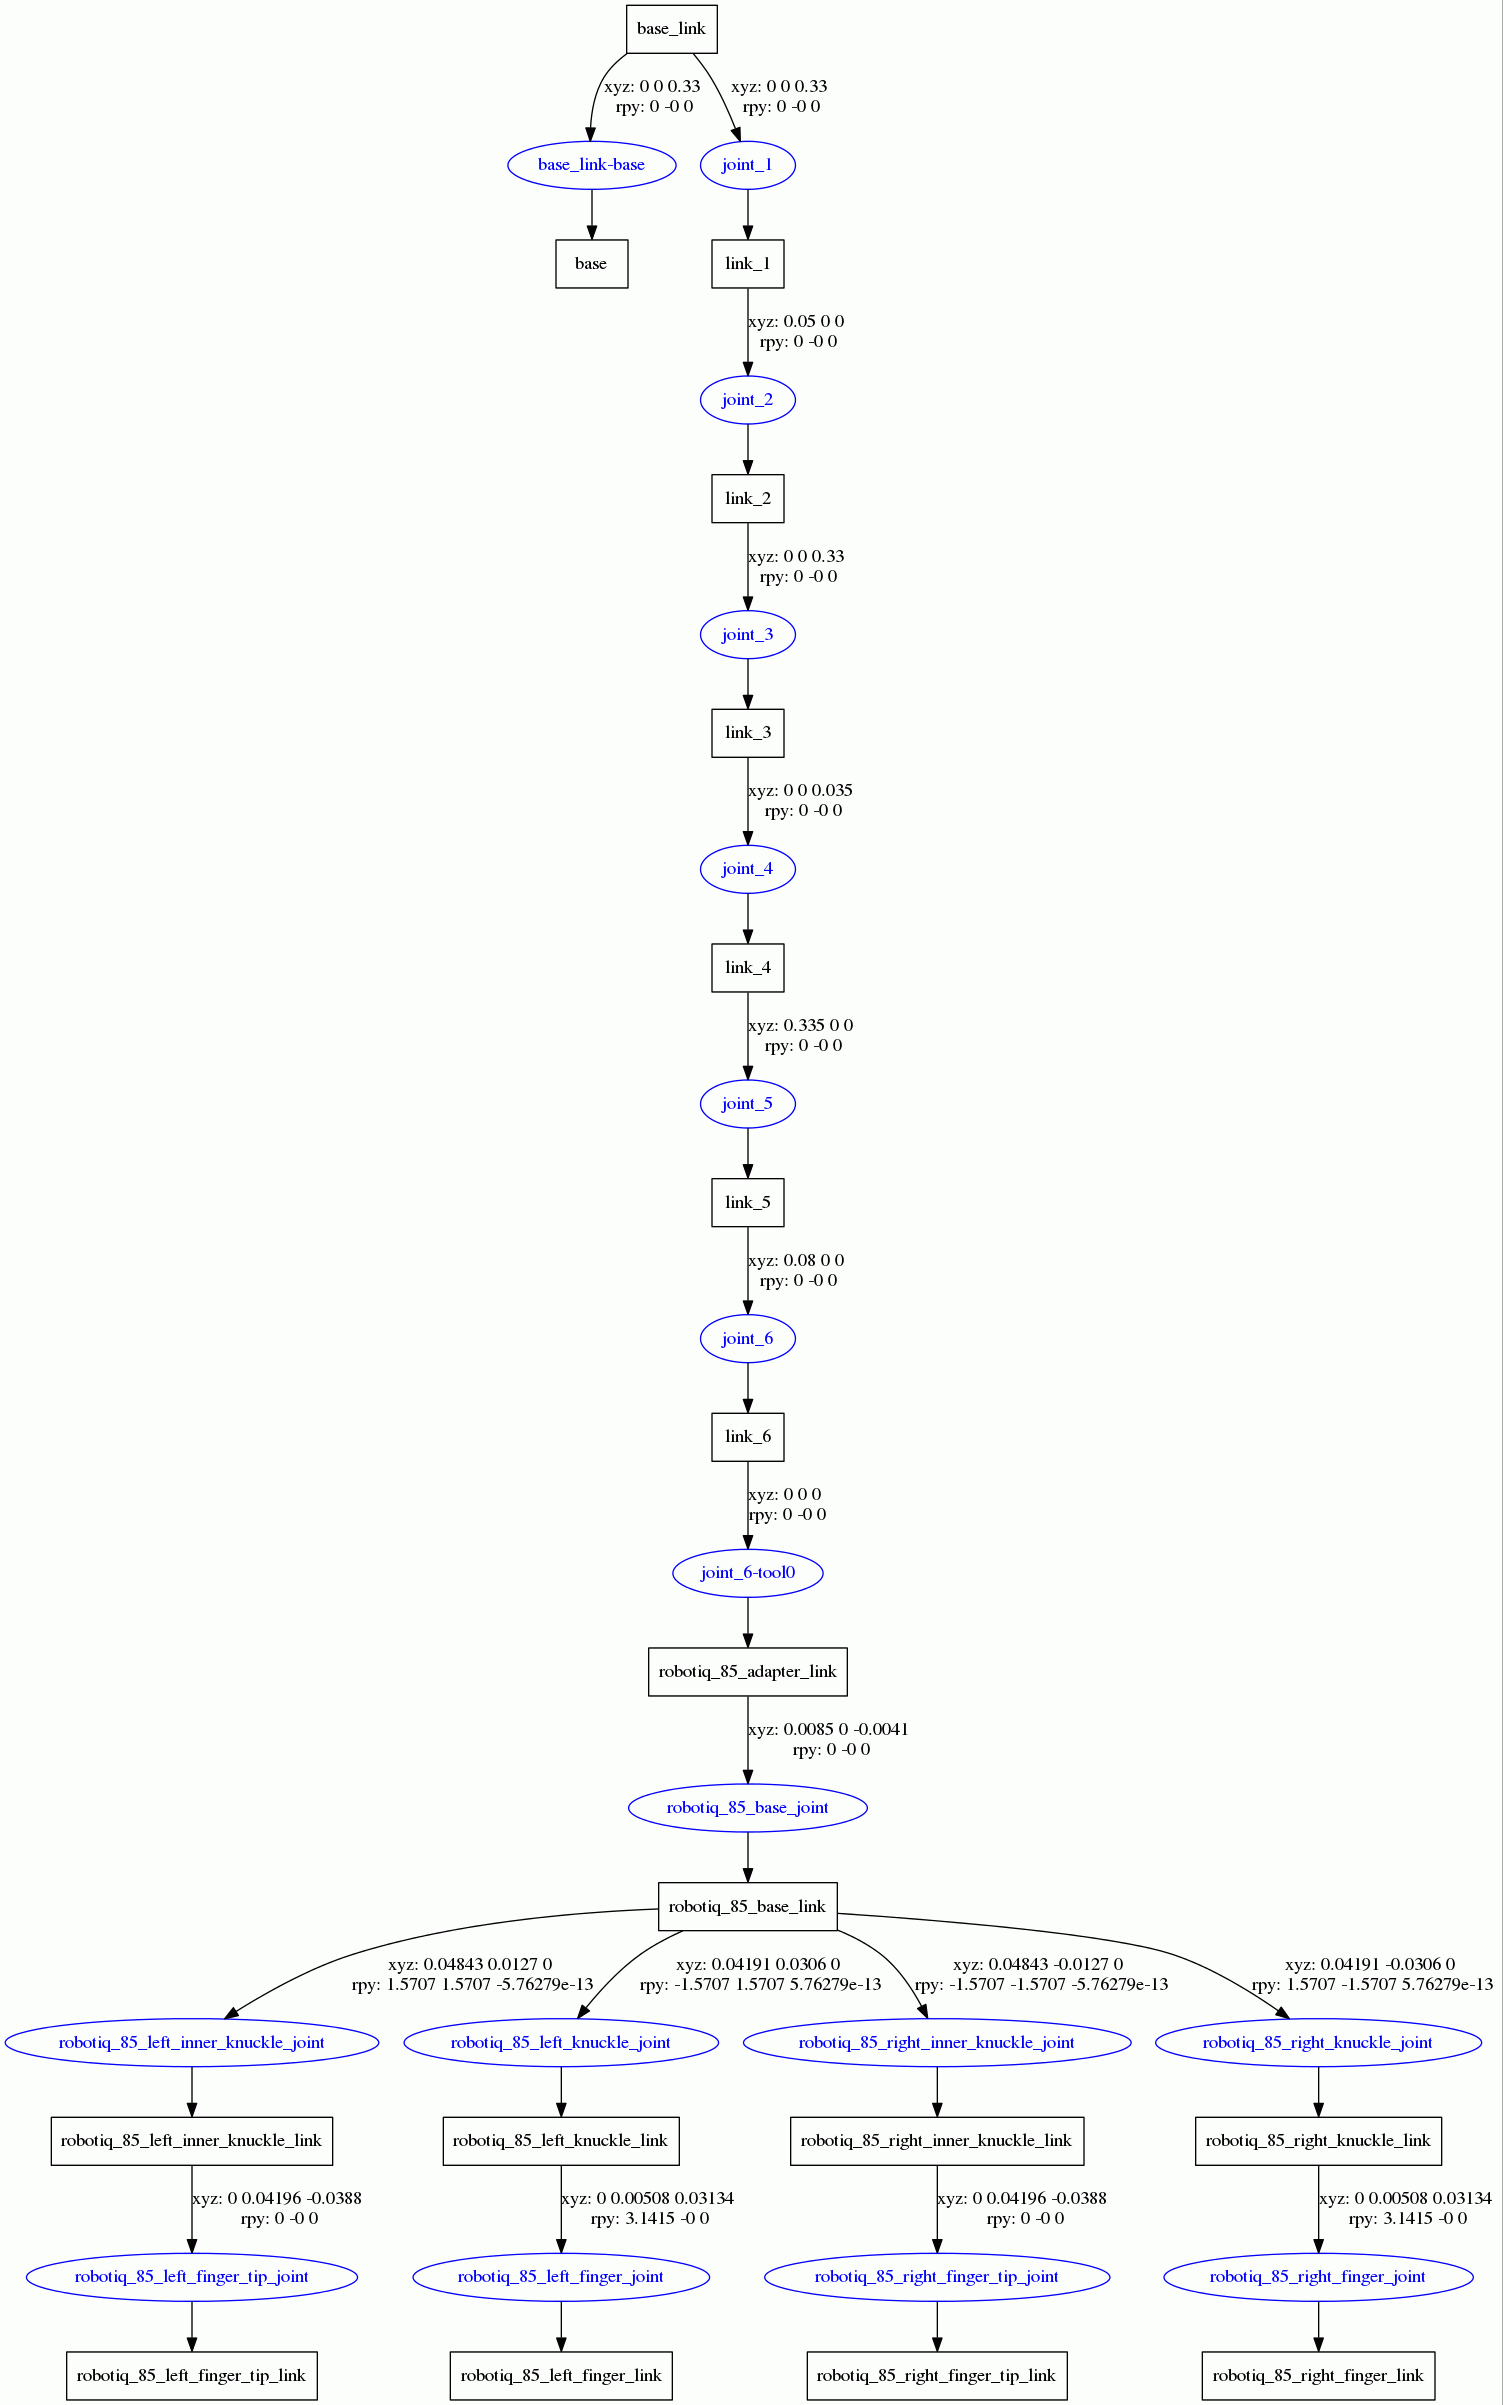 base_link
xyz: 0 0 0.33
rpy: 0 -0 0
xyz: 0 0 0.33
rpy: 0 -0 0
base_link-base
joint_1
base
link_1
xyz: 0.05 0 0
rpy: 0 -0 0
joint_2
link_2
xyz: 0 0 0.33
rpy: 0 -0 0
joint_3
link_3
xyz: 0 0 0.035
rpy: 0 -0 0
joint_4
link_4
xyz: 0.335 0 0
rpy: 0 -0 0
joint_5
link_5
xyz: 0.08 0 0
rpy: 0 -0 0
joint_6
link_6
xyz: 0 0 0
rpy: 0 -0 0
joint_6-tool0
robotiq_85_adapter_link
xyz: 0.0085 0 -0.0041
rpy: 0 -0 0
robotiq_85_base_joint
robotiq_85_base_link
xyz: 0.04843 0.0127 0
rpy: 1.5707 1.5707 -5.76279e-13
xyz: 0.04191 0.0306 0
rpy: -1.5707 1.5707 5.76279e-13
xyz: 0.04843 -0.0127 0
rpy: -1.5707 -1.5707 -5.76279e-13
xyz: 0.04191 -0.0306 0
rpy: 1.5707 -1.5707 5.76279e-13
robotiq_85_left_inner_knuckle_joint
robotiq_85_left_knuckle_joint
robotiq_85_right_inner_knuckle_joint
robotiq_85_right_knuckle_joint
robotiq_85_left_inner_knuckle_link
robotiq_85_left_knuckle_link
robotiq_85_right_inner_knuckle_link
robotiq_85_right_knuckle_link
xyz: 0 0.04196 -0.0388
rpy: 0 -0 0
xyz: 0 0.00508 0.03134
rpy: 3.1415 -0 0
xyz: 0 0.04196 -0.0388
rpy: 0 -0 0
xyz: 0 0.00508 0.03134
rpy: 3.1415 -0 0
robotiq_85_left_finger_tip_joint
robotiq_85_left_finger_joint
robotiq_85_right_finger_tip_joint
robotiq_85_right_finger_joint
robotiq_85_left_finger_tip_link
robotiq_85_left_finger_link
robotiq_85_right_finger_tip_link
robotiq_85_right_finger_link